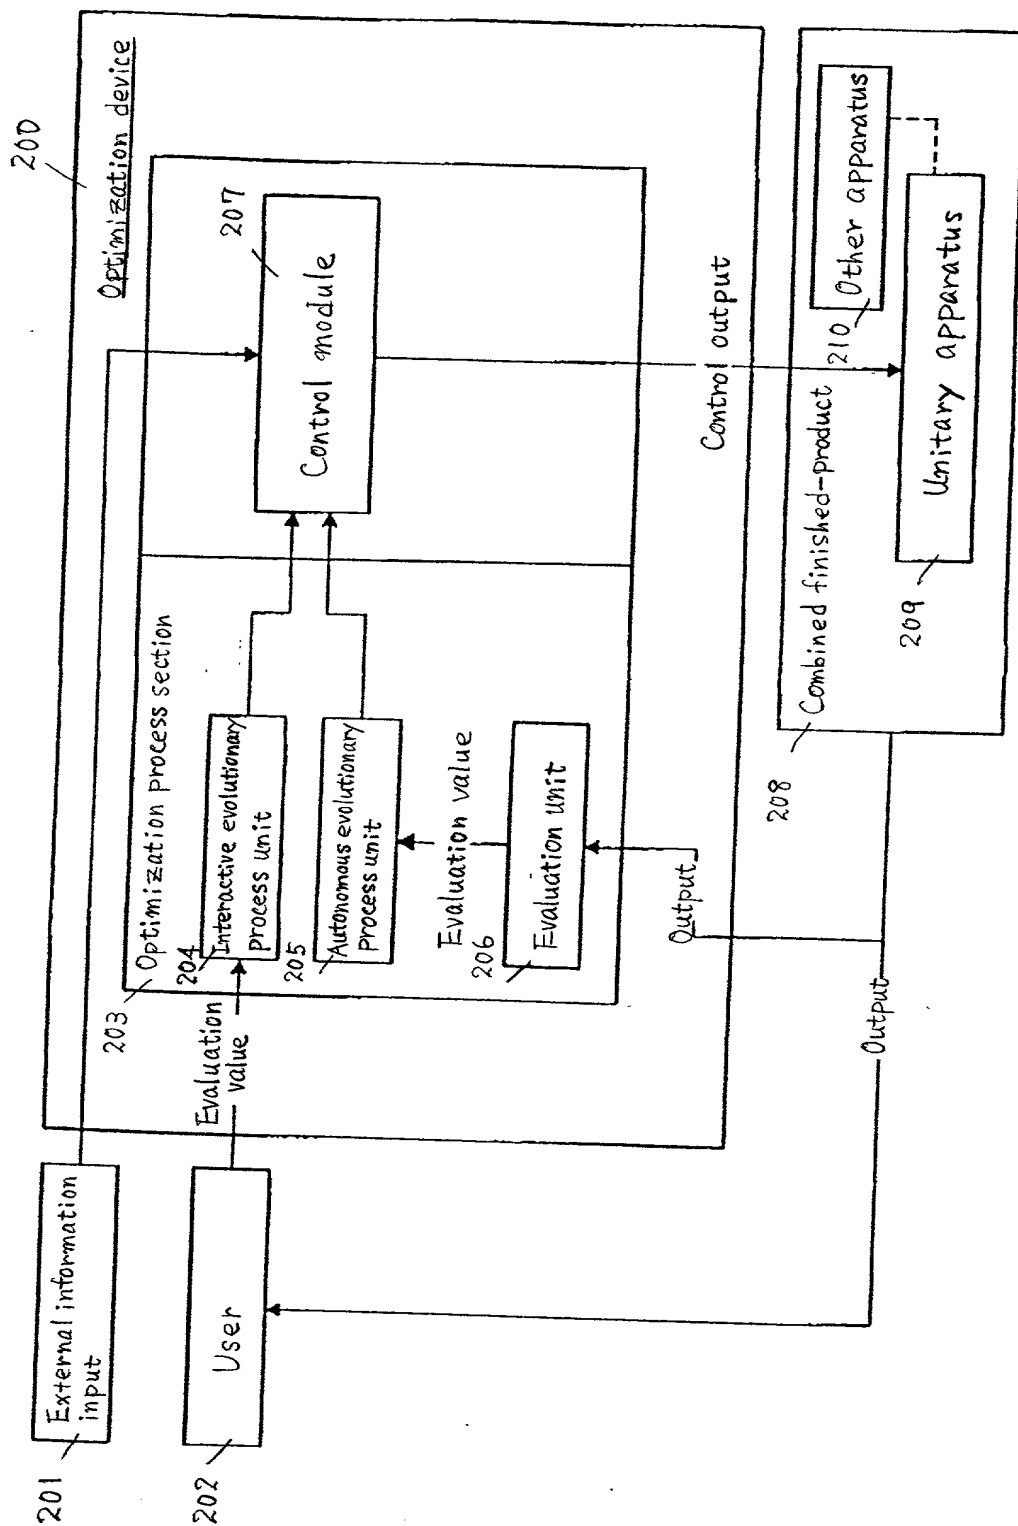 200
Optimization device
201
External information
input
202
User
Evaluation
value
203
Optimization process section
204
Interactive evolutionary
process unit
205
Autonomous evolutionary
process unit
Evaluation value
206
Evaluation unit
207
Control module
Control output
Output
Output
208
Combined finished-product
210
Other apparatus
209
Unitary apparatus